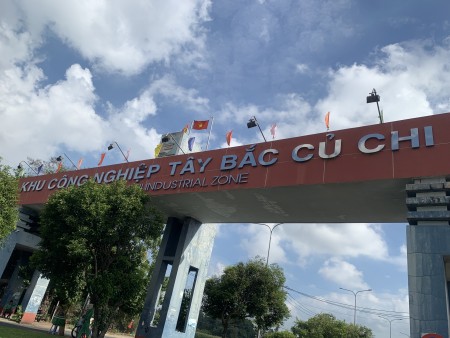 KHU CÔNG NGHIỆP TÂY BẮC CỦ CHI
INDUSTRIAL ZONE